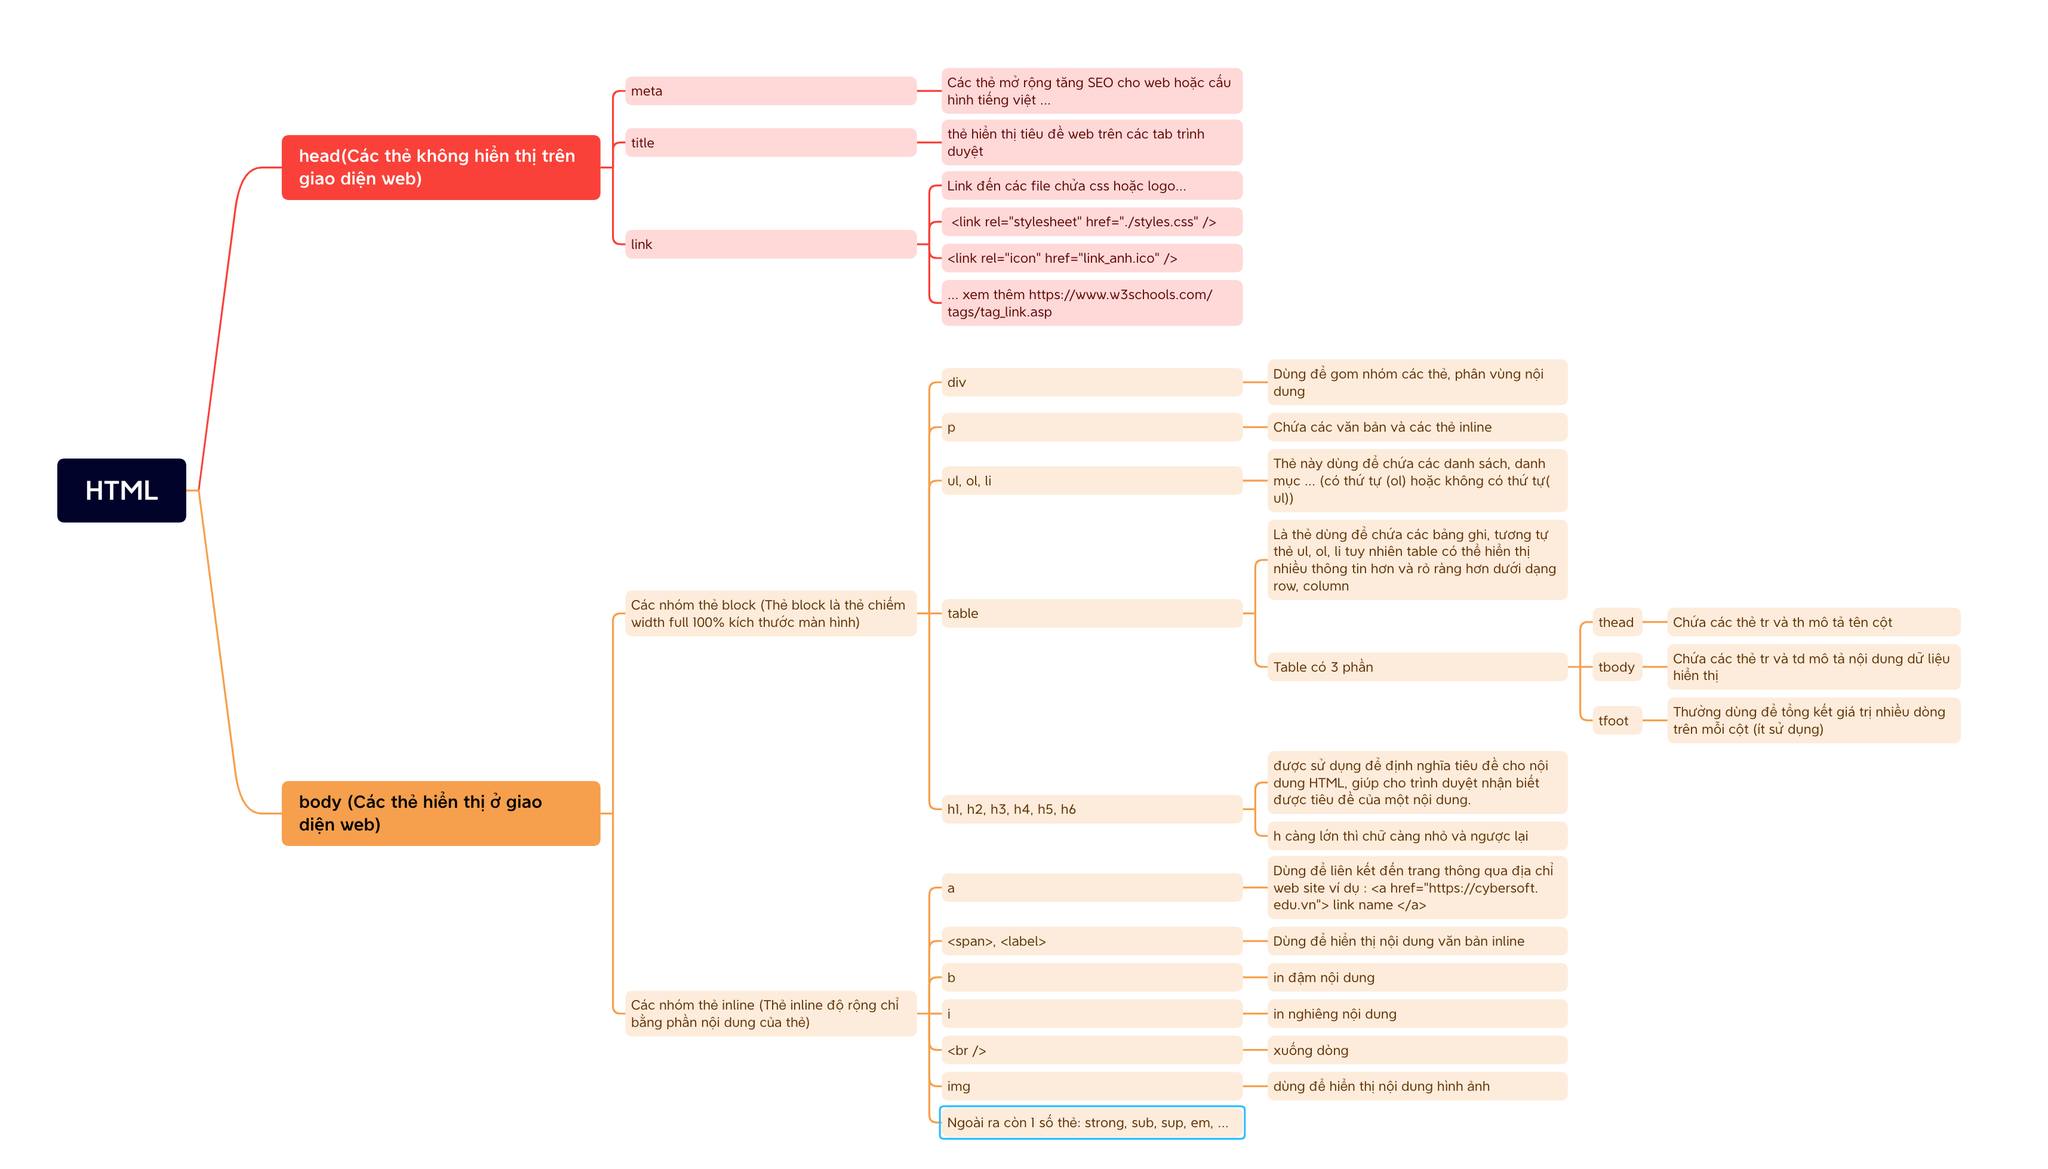 HTML
head(Các thẻ không hiển thị trên
giao diện web)
meta
Các thẻ mở rộng tăng SEO cho web hoặc cấu
hình tiếng việt ...
title
thẻ hiển thị tiêu đề web trên các tab trình
duyệt
link
Link đến các file chửa css hoặc logo...
<link rel="stylesheet" href="./styles.css" />
<link rel="icon" href="link_anh.ico" />
... xem thêm https://www.w3schools.com/
tags/tag_link.asp
body (Các thẻ hiển thị ở giao
diện web)
Các nhóm thẻ block (Thẻ block là thẻ chiếm
width full 100% kích thước màn hình)
div
Dùng để gom nhóm các thẻ, phân vùng nội
dung
p
Chứa các văn bản và các thẻ inline
ul, ol, li
Thẻ này dùng để chứa các danh sách, danh
mục ... (có thứ tự (ol) hoặc không có thứ tự(
ul))
table
Là thẻ dùng để chứa các bảng ghi, tương tự
thẻ ul, ol, li tuy nhiên table có thể hiển thị
nhiều thông tin hơn và rỏ ràng hơn dưới dạng
row, column
Table có 3 phần
thead
Chứa các thẻ tr và th mô tả tên cột
tbody
Chứa các thẻ tr và td mô tả nội dung dữ liệu
hiển thị
tfoot
Thường dùng để tổng kết giá trị nhiều dòng
trên mỗi cột (ít sử dụng)
h1, h2, h3, h4, h5, h6
được sử dụng để định nghĩa tiêu đề cho nội
dung HTML, giúp cho trình duyệt nhận biết
được tiêu đề của một nội dung.
h càng lớn thì chữ càng nhỏ và ngược lại
Các nhóm thẻ inline (Thẻ inline độ rộng chỉ
bằng phần nội dung của thẻ)
a
Dùng để liên kết đến trang thông qua địa chỉ
web site ví dụ : <a href="https://cybersoft.
edu.vn"> link name </a>
<span>, <label>
Dùng để hiển thị nội dung văn bản inline
b
in đậm nội dung
i
in nghiêng nội dung
<br />
xuống dòng
img
dùng để hiển thị nội dung hình ảnh
Ngoài ra còn 1 số thẻ: strong, sub, sup, em, ...